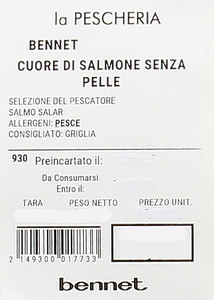 la PESCHERIA
BENNET
CUORE DI SALMONE SENZA
PELLE
SELEZIONE DEL PESCATORE
SALMO SALAR
ALLERGENI: PESCE
CONSIGLIATO: GRIGLIA
930 Preincartato il:
Da Consumarsi
Entro il:
TARA PESO NETTO PREZZO UNIT.
2 149300 017733
bennet